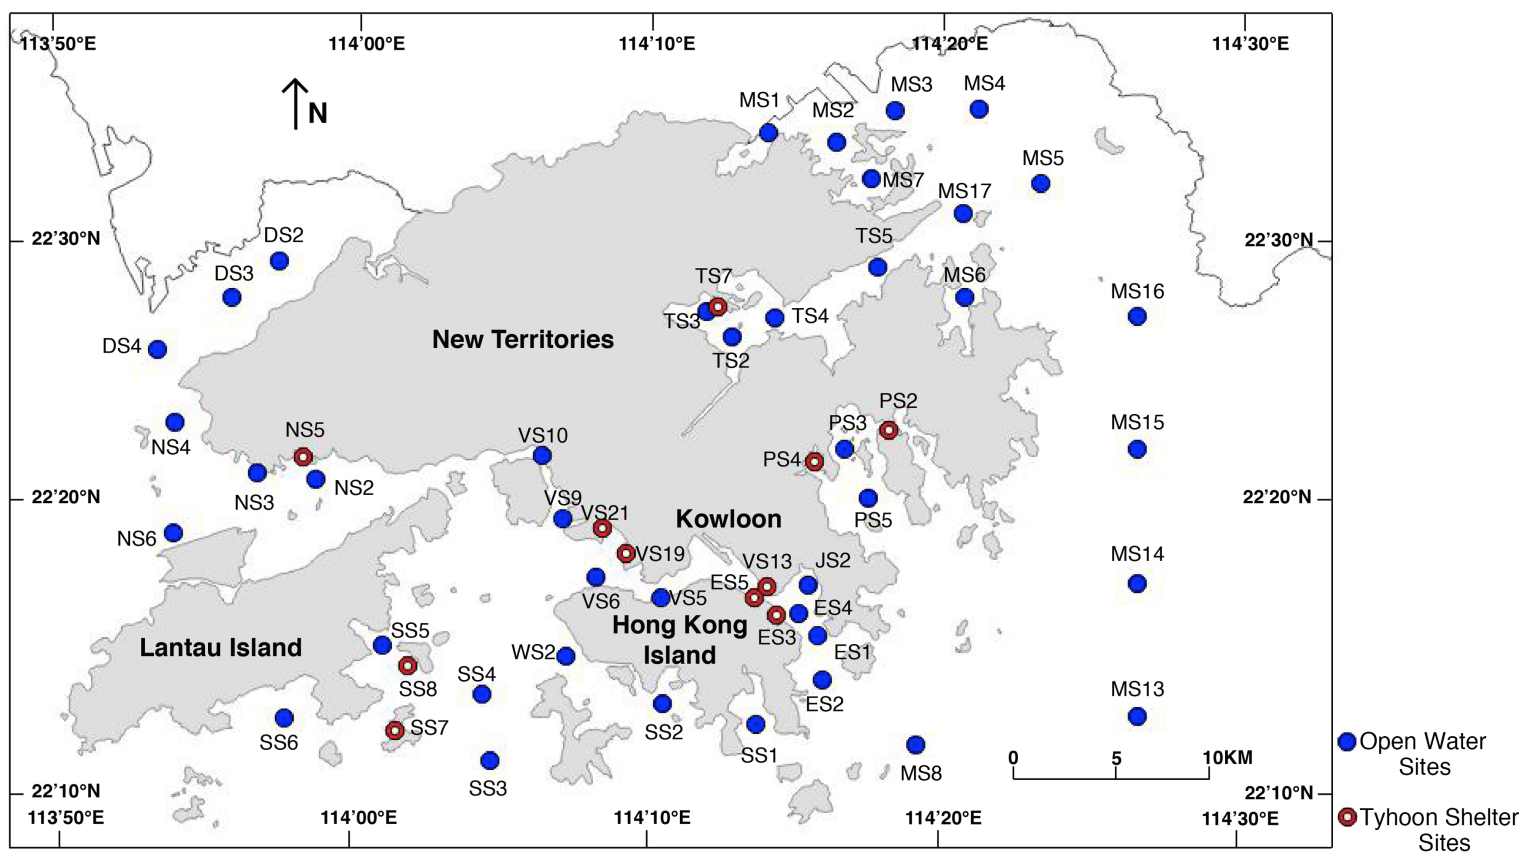 113'50°E 114'00°E 114'10°E 114'20°E 114'30°E
N
MS1
MS2
MS3
MS4
MS5
MS7
MS17
22'30°N
22'30°N
DS2
DS3
DS4
TS5
TS7
TS3
TS4
TS2
MS6
MS16
New Territories
NS4
NS5
NS3
NS2
NS6
VS10
PS2
PS3
PS4
PS5
MS15
22'20°N
22'20°N
VS9
VS21
Kowloon
VS19
VS13
JS2
MS14
ES5
VS6
VS5
ES4
Hong Kong
Island
ES3
ES1
ES2
Lantau Island
SS5
SS8
SS4
WS2
SS7
SS6
SS3
SS2
SS1
MS8
MS13
0 5 10KM
22'10°N
22'10°N
113'50°E 114'00°E 114'10°E 114'20°E 114'30°E
Open Water
Sites
Tyhoon Shelter
Sites